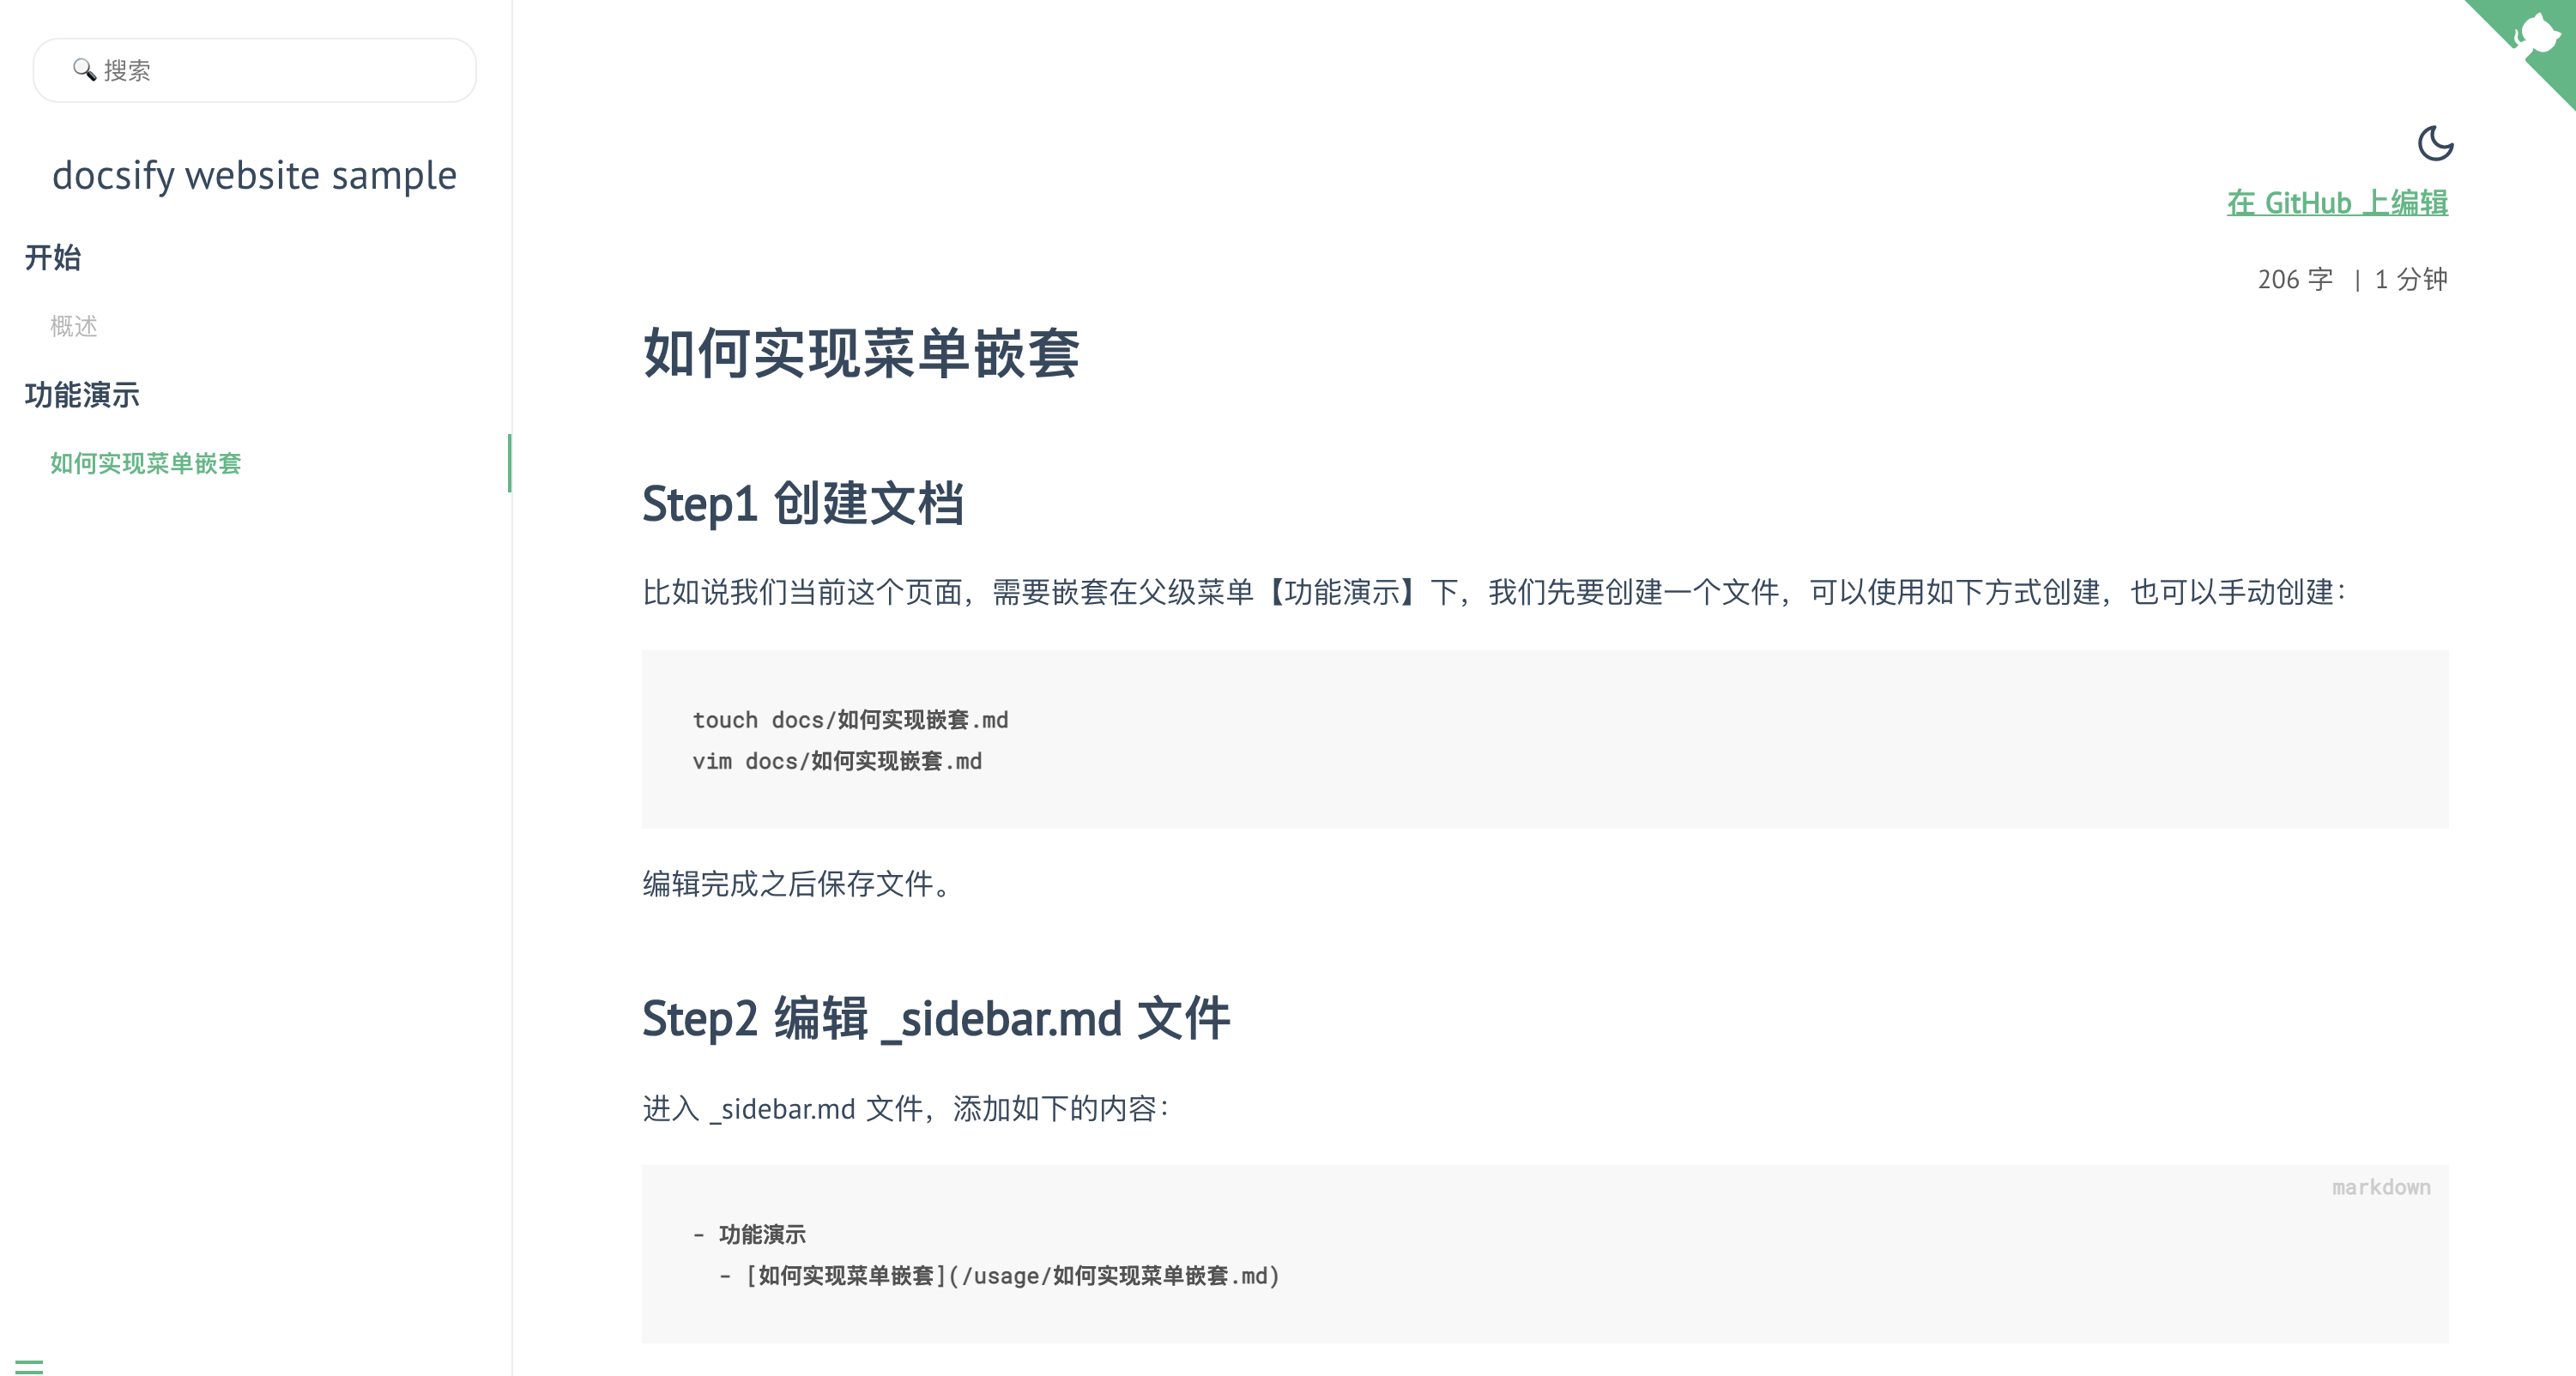 🔍 搜索
docsify website sample
开始
概述
功能演示
如何实现菜单嵌套
在 GitHub 上编辑
206 字 | 1 分钟
如何实现菜单嵌套
Step1 创建文档
比如说我们当前这个页面，需要嵌套在父级菜单【功能演示】下，我们先要创建一个文件，可以使用如下方式创建，也可以手动创建：
touch docs/如何实现嵌套.md
vim docs/如何实现嵌套.md
编辑完成之后保存文件。
Step2 编辑 _sidebar.md 文件
进入 _sidebar.md 文件，添加如下的内容：
markdown
- 功能演示
  - [如何实现菜单嵌套](/usage/如何实现菜单嵌套.md)